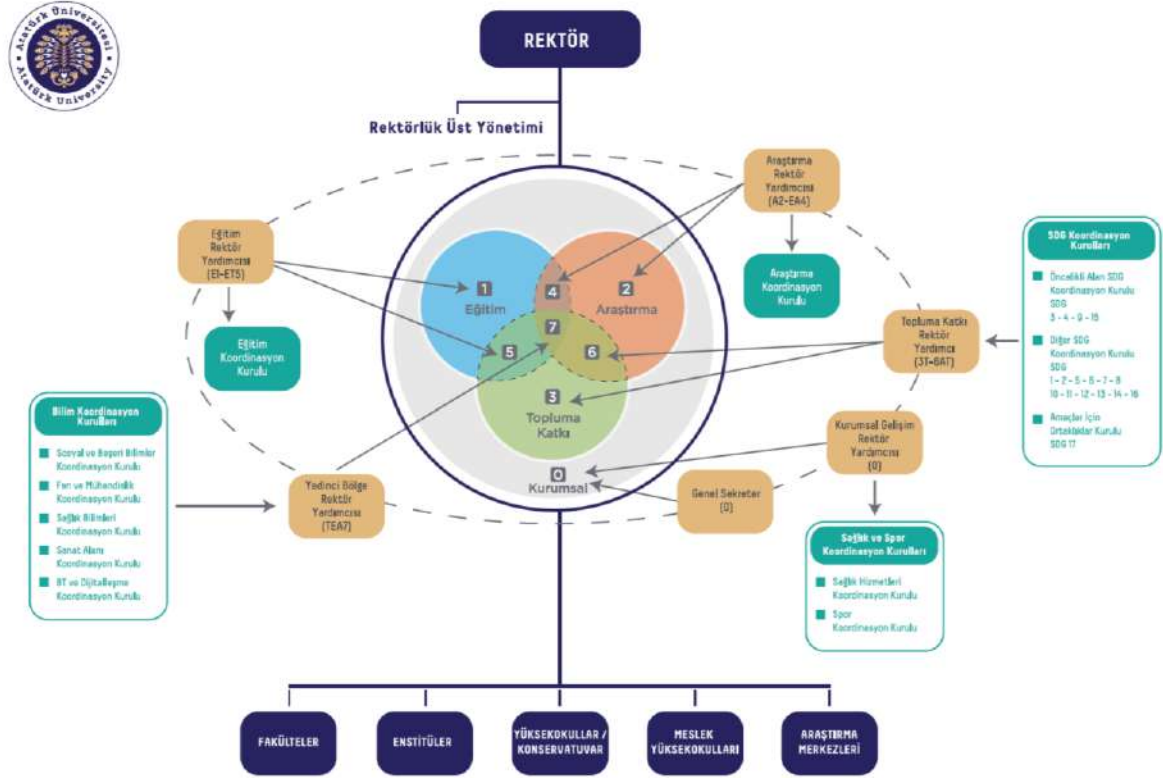 Atatürk Üniversitesi
Atatürk University
REKTÖR
Rektörlük Üst Yönetimi
Araştırma
Rektör
Yardımcısı
(A2-EA4)
Eğitim
Rektör
Yardımcısı
(E1-ET5)
Araştırma
Koordinasyon
Kurulu
Eğitim
Koordinasyon
Kurulu
1
Eğitim
4
2
Araştırma
7
5
6
3
Topluma
Katkı
0
Kurumsal
SDG Koordinasyon
Kurulları
Öncelikli Alan SDG
Koordinasyon Kurulu
SDG
Diğer SDG
Koordinasyon Kurulu
SDG
1 - 2 - 5 - 6 - 7 - 8
10 - 11 - 12 - 13 - 14 - 16
Amaçlar İçin
Ortaklıklar Kurulu
SDG 17
Topluma Katkı
Rektör
Yardımcı
(3T-6AT)
Kurumsal Gelişim
Rektör
Yardımcısı
(0)
Genel Sekreter
(0)
Yedinci Bölge
Rektör
Yardımcısı
(TEA7)
Bilim Koordinasyon
Kurulları
Sosyal ve Beşeri Bilimler
Koordinasyon Kurulu
Fen ve Mühendislik
Koordinasyon Kurulu
Sağlık Bilimleri
Koordinasyon Kurulu
Sanat Alanı
Koordinasyon Kurulu
BT ve Dijitalleşme
Koordinasyon Kurulu
Sağlık ve Spor
Koordinasyon Kurulları
Sağlık Hizmetleri
Koordinasyon Kurulu
Spor
Koordinasyon Kurulu
FAKÜLTELER
ENSTİTÜLER
YÜKSEKOKULLAR /
KONSERVATUVAR
MESLEK
YÜKSEKOKULLARI
ARAŞTIRMA
MERKEZLERİ